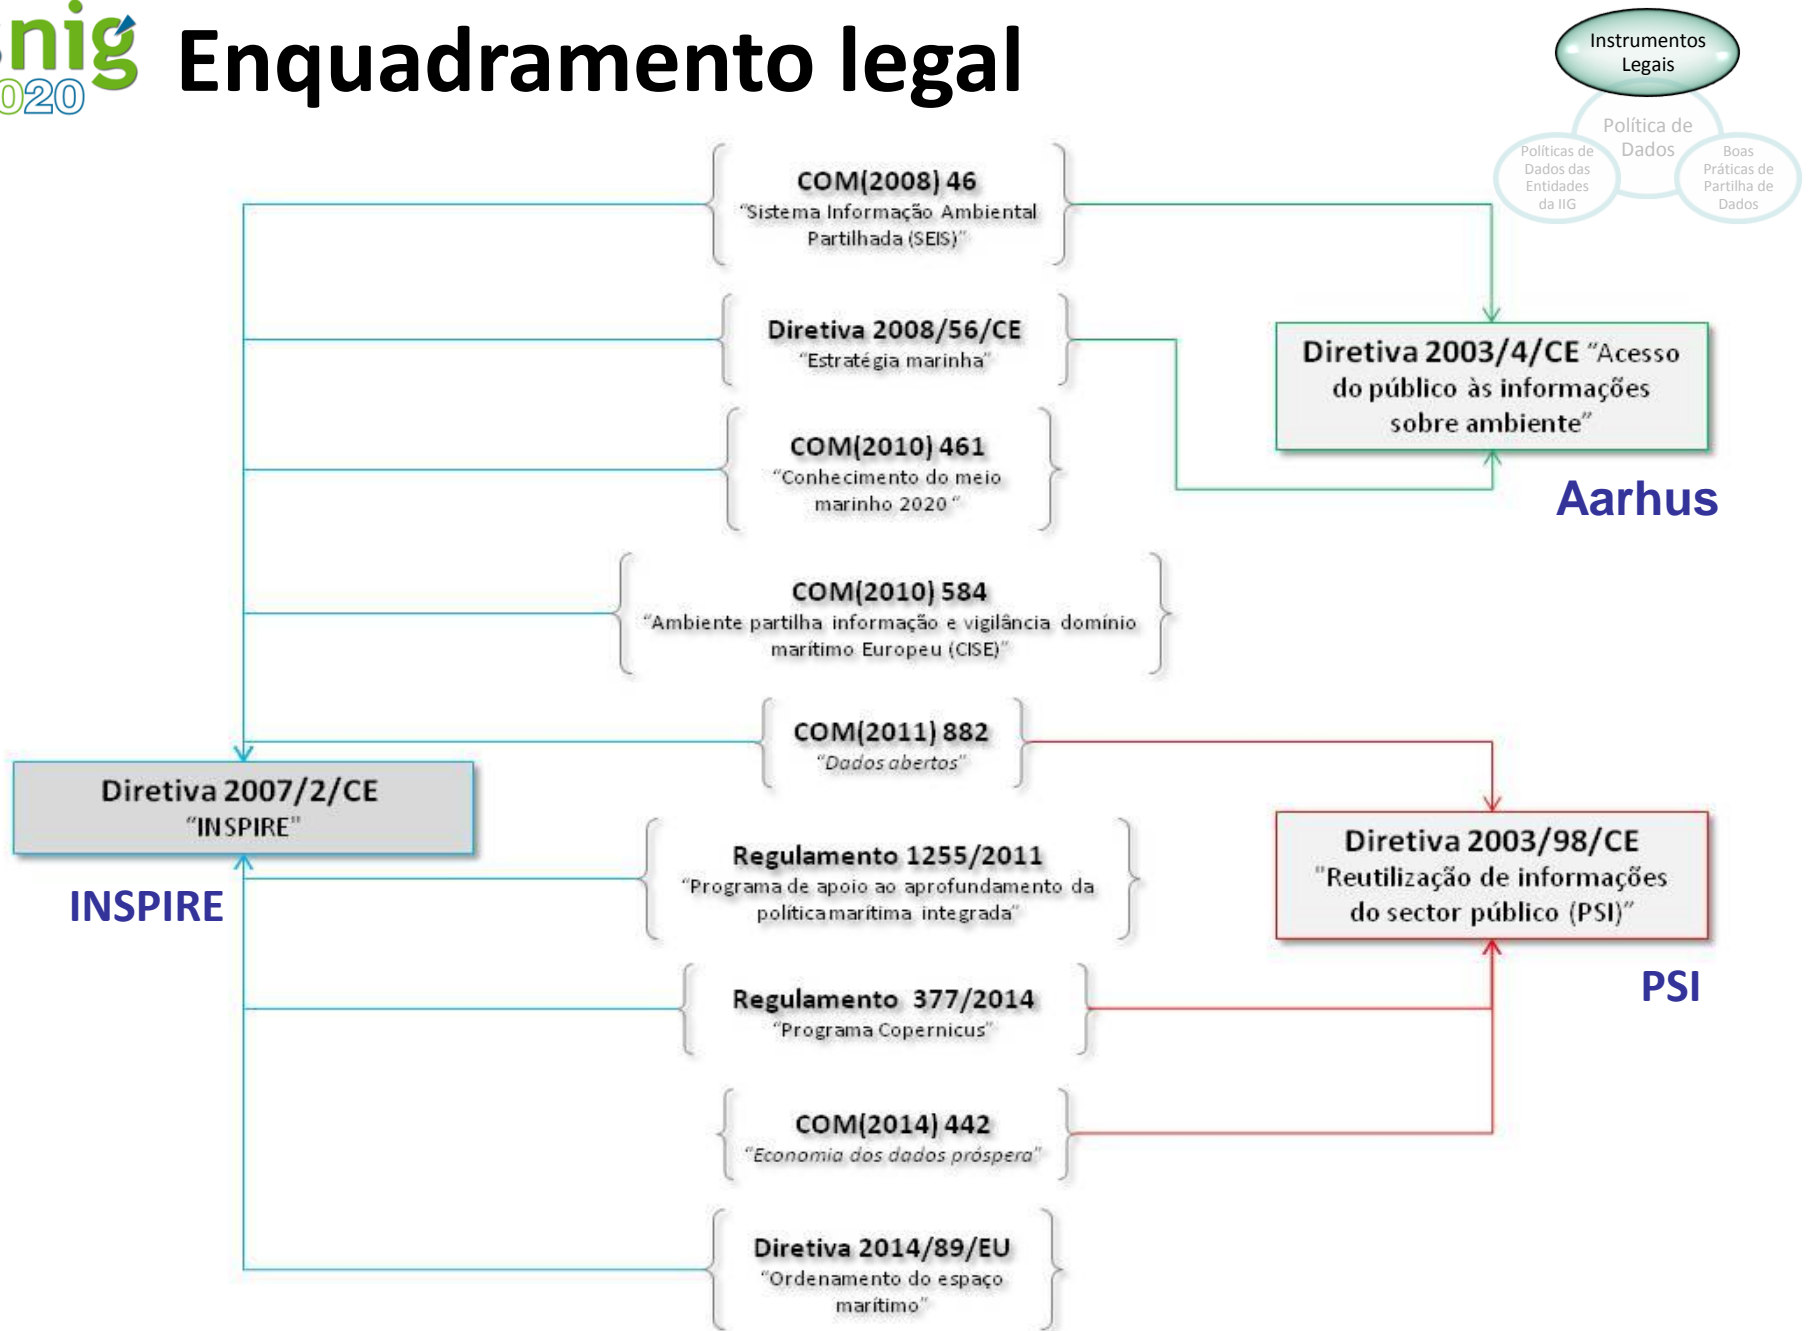 snig
2020
Enquadramento legal
Instrumentos
Legais
Política de
Dados
Políticas de
Dados das
Entidades
da IIG
Boas
Práticas de
Partilha de
Dados
COM(2008) 46
“Sistema Informação Ambiental
Partilhada (SEIS)”
Diretiva 2008/56/CE
“Estratégia marinha”
COM(2010) 461
“Conhecimento do meio
marinho 2020 “
COM(2010) 584
“Ambiente partilha informação e vigilância domínio
marítimo Europeu (CISE)”
COM(2011) 882
“Dados abertos”
Regulamento 1255/2011
“Programa de apoio ao aprofundamento da
política marítima integrada”
Regulamento 377/2014
“Programa Copernicus”
COM(2014) 442
“Economia dos dados próspera”
Diretiva 2014/89/EU
“Ordenamento do espaço
marítimo”
Diretiva 2003/4/CE “Acesso
do público às informações
sobre ambiente”
Aarhus
Diretiva 2007/2/CE
“INSPIRE”
INSPIRE
Diretiva 2003/98/CE
“Reutilização de informações
do sector público (PSI)”
PSI